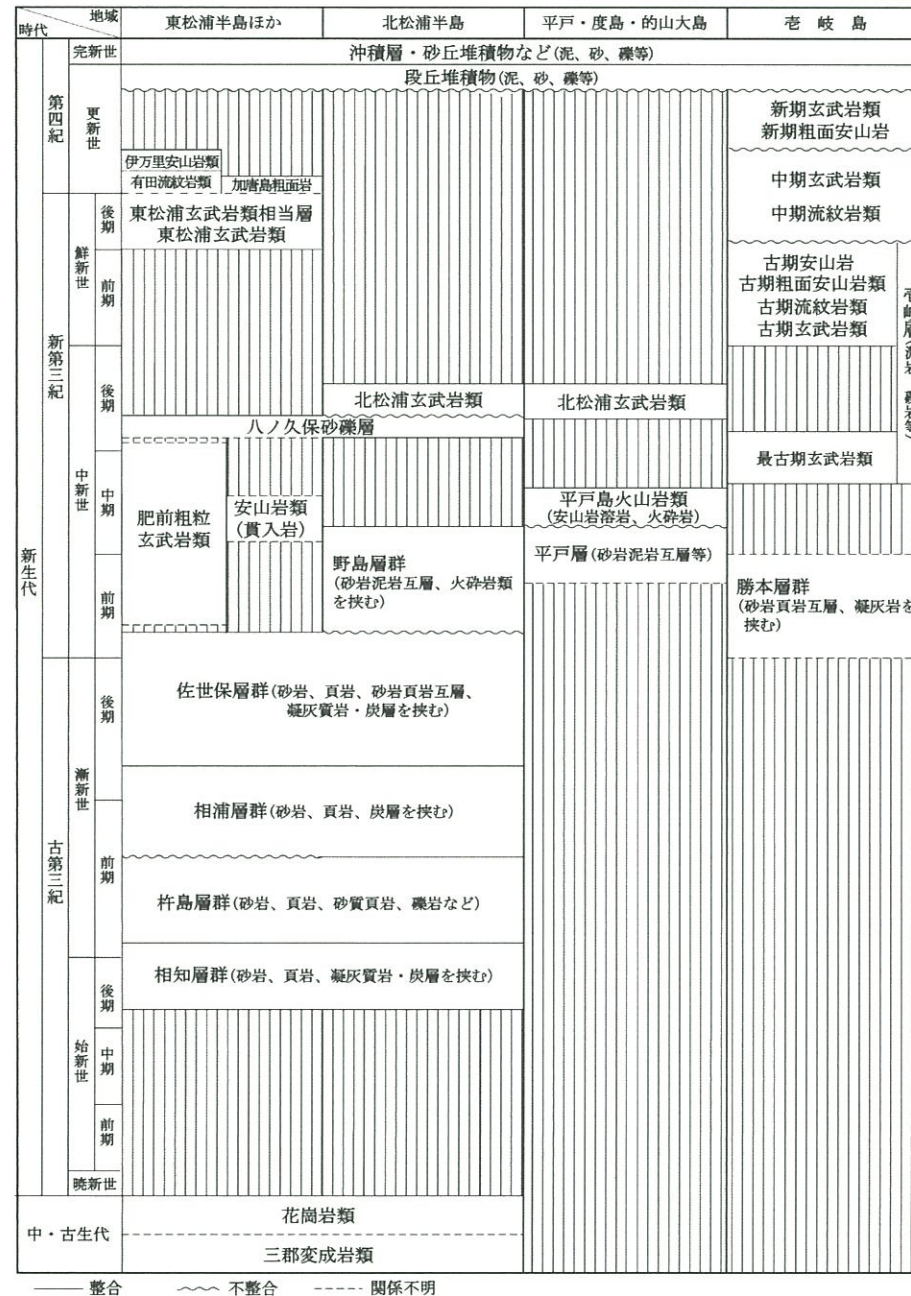 地域
時代
東松浦半島ほか
北松浦半島
平戸・度島・的山大島
壱岐島
新生代
第四紀
完新世
沖積層・砂丘堆積物など(泥、砂、礫等)
更新世
段丘堆積物(泥、砂、礫等)
伊万里安山岩類
有田流紋岩類
加唐島粗面岩
新期玄武岩類
新期粗面安山岩
中期玄武岩類
中期流紋岩類
新第三紀
鮮新世
後期
東松浦玄武岩類相当層
東松浦玄武岩類
前期
古期安山岩
古期粗面安山岩類
古期流紋岩類
古期玄武岩類
中新世
後期
北松浦玄武岩類
北松浦玄武岩類
八ノ久保砂礫層
最古期玄武岩類
中期
肥前粗粒
玄武岩類
安山岩類
(貫入岩)
平戸島火山岩類
(安山岩溶岩、火砕岩)
前期
野島層群
(砂岩泥岩互層、火砕岩類
を挟む)
平戸層(砂岩泥岩互層等)
勝本層群
(砂岩頁岩互層、凝灰岩を
挟む)
古第三紀
漸新世
後期
佐世保層群(砂岩、頁岩、砂岩頁岩互層、
凝灰質岩・炭層を挟む)
前期
相浦層群(砂岩、頁岩、炭層を挟む)
杵島層群(砂岩、頁岩、砂質頁岩、礫岩など)
始新世
後期
相知層群(砂岩、頁岩、凝灰質岩・炭層を挟む)
中期
前期
暁新世
中・古生代
花崗岩類
三郡変成岩類
整合
不整合
関係不明